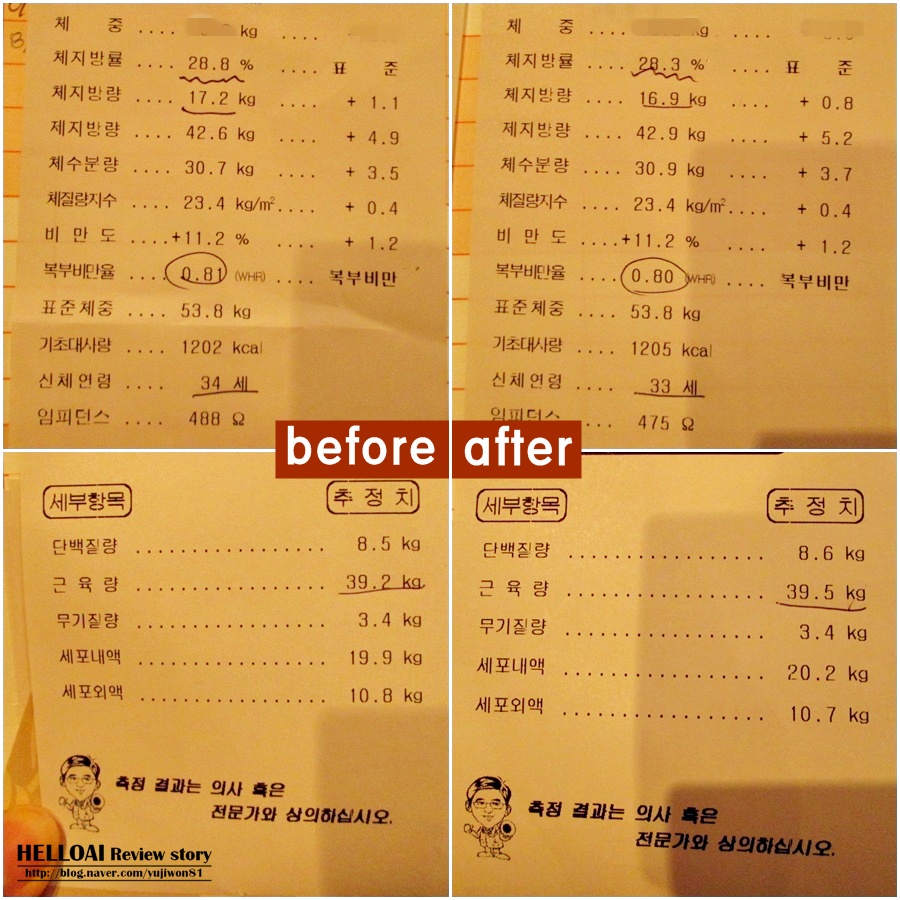 체 중 .... kg ....
체지방률 .... 28.8 % .... 표 준
체지방량 .... 17.2 kg .... + 1.1
제지방량 .... 42.6 kg .... + 4.9
체수분량 .... 30.7 kg .... + 3.5
체질량지수 .... 23.4 kg/m² .... + 0.4
비 만 도 ....+11.2 % .... + 1.2
복부비만율 .... 0.81 (WHR) .... 복부비만
표준체중 .... 53.8 kg
기초대사량 .... 1202 kcal
신체연령 .... 34 세
임피던스 .... 488 Ω
체 중 .... kg ....
체지방률 .... 28.3 % .... 표 준
체지방량 .... 16.9 kg .... + 0.8
제지방량 .... 42.9 kg .... + 5.2
체수분량 .... 30.9 kg .... + 3.7
체질량지수 .... 23.4 kg/m² .... + 0.4
비 만 도 ....+11.2 % .... + 1.2
복부비만율 .... 0.80 (WHR) .... 복부비만
표준체중 .... 53.8 kg
기초대사량 .... 1205 kcal
신체연령 .... 33 세
임피던스 .... 475 Ω
before after
세부항목 추 정 치
단백질량 .................. 8.5 kg
근 육 량 .................. 39.2 kg
무기질량 .................. 3.4 kg
세포내액 .................. 19.9 kg
세포외액 .................. 10.8 kg
측정 결과는 의사 혹은
전문가와 상의하십시오.
HELLOAI Review story
http://blog.naver.com/yujiwon81
세부항목 추 정 치
단백질량 .................. 8.6 kg
근 육 량 .................. 39.5 kg
무기질량 .................. 3.4 kg
세포내액 .................. 20.2 kg
세포외액 .................. 10.7 kg
측정 결과는 의사 혹은
전문가와 상의하십시오.